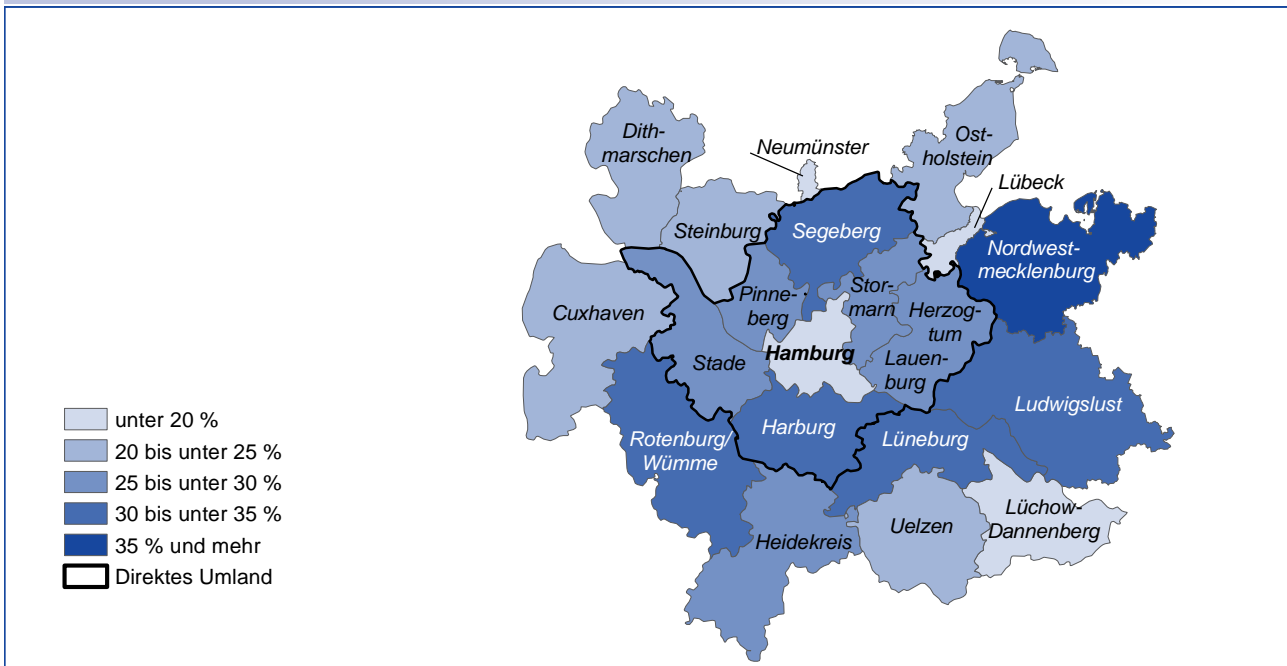 Dith-
marschen
Neumünster
Ost-
holstein
Lübeck
Steinburg
Segeberg
Nordwest-
mecklenburg
Cuxhaven
Pinne-
berg
Stor-
marn
Herzog-
tum
Lauen-
burg
Stade
Hamburg
Ludwigslust
Rotenburg/
Wümme
Harburg
Lüneburg
Lüchow-
Dannenberg
Uelzen
Heidekreis
unter 20 %
20 bis unter 25 %
25 bis unter 30 %
30 bis unter 35 %
35 % und mehr
Direktes Umland